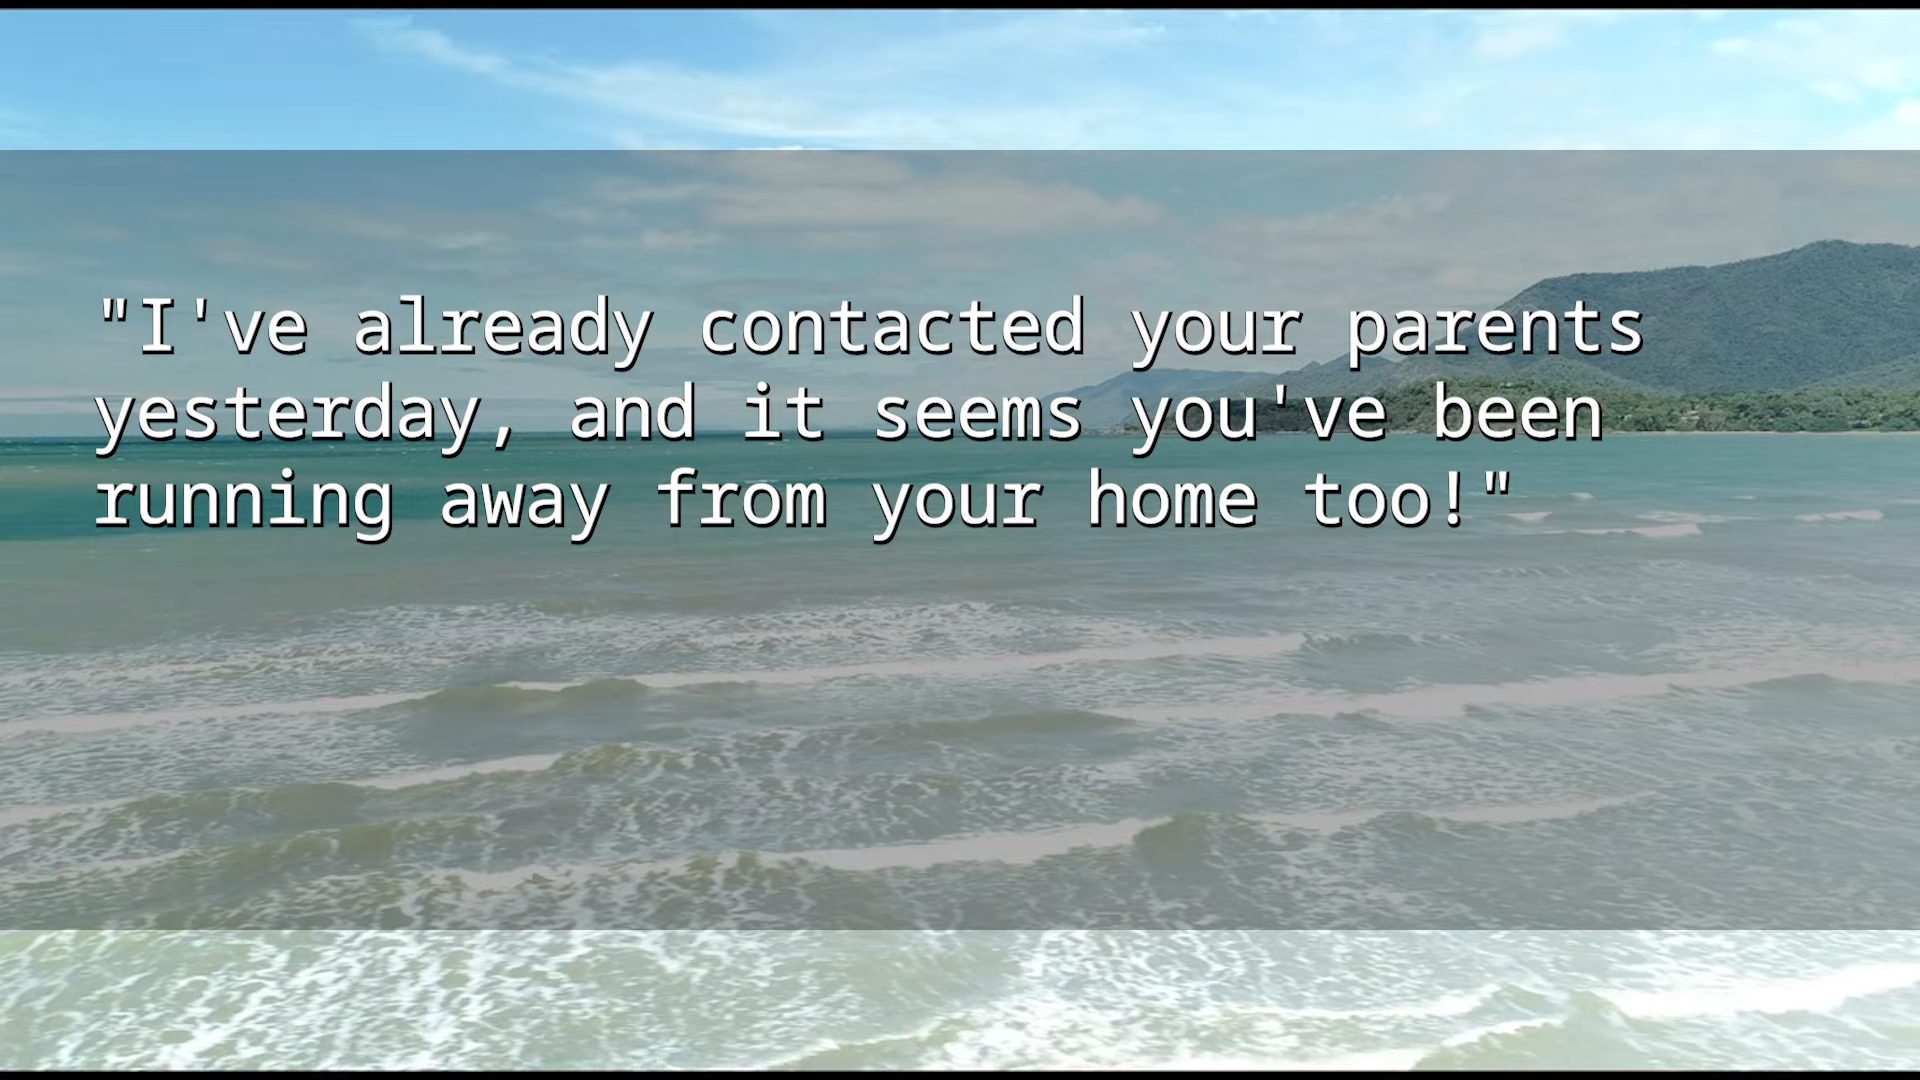 "I've already contacted your parents
yesterday, and it seems you've been
running away from your home too!"